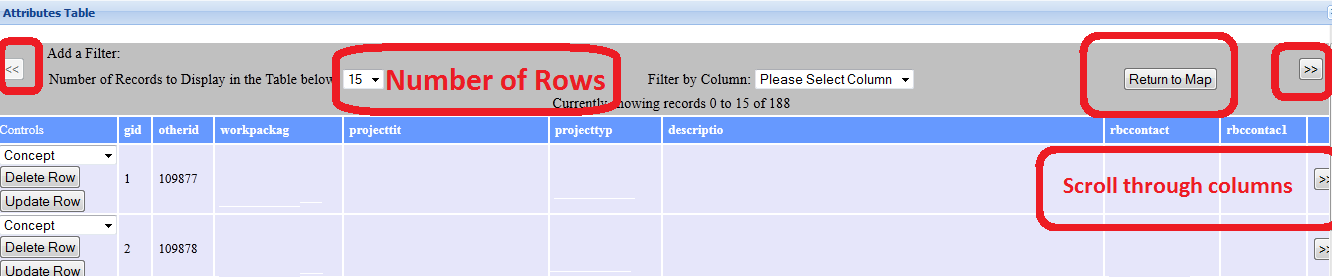 Attributes Table
Add a Filter:
<< Number of Records to Display in the Table below 15 Number of Rows Filter by Column: Please Select Column Return to Map >>
Currently showing records 0 to 15 of 188
Controls gid otherid workpackag projecttit projecttyp descriptio rbccontact rbccontac1
Concept
Delete Row 1 109877 Scroll through columns >>
Update Row
Concept
Delete Row 2 109878 >>
Update Row